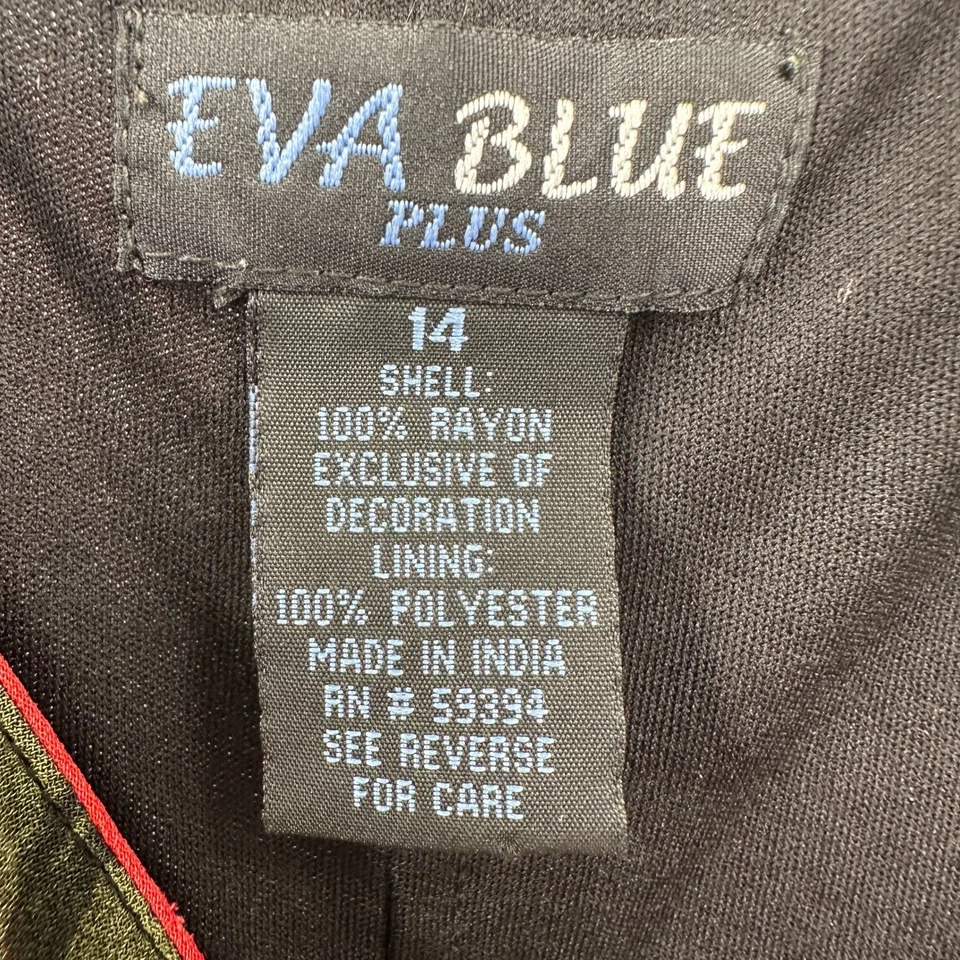 EVA BLUE
PLUS
14
SHELL:
100% RAYON
EXCLUSIVE OF
DECORATION
LINING:
100% POLYESTER
MADE IN INDIA
RN # 59394
SEE REVERSE
FOR CARE